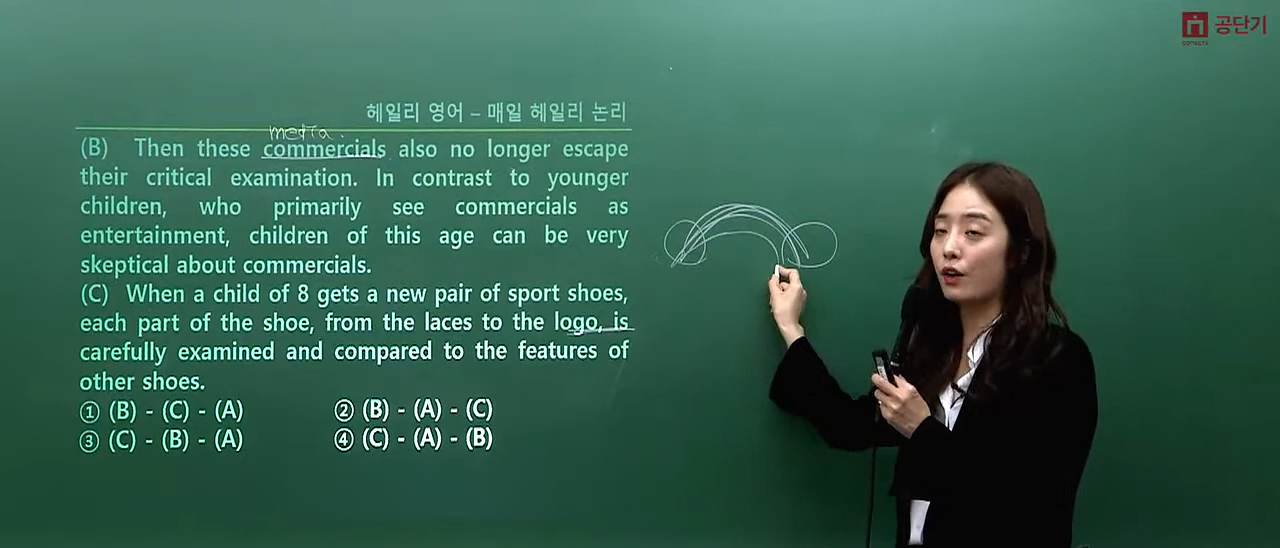 공단기
헤일리 영어 – 매일 헤일리 논리
media.
(B) Then these commercials also no longer escape
their critical examination. In contrast to younger
children, who primarily see commercials as
entertainment, children of this age can be very
skeptical about commercials.
(C) When a child of 8 gets a new pair of sport shoes,
each part of the shoe, from the laces to the logo, is
carefully examined and compared to the features of
other shoes.
① (B) - (C) - (A) ② (B) - (A) - (C)
③ (C) - (B) - (A) ④ (C) - (A) - (B)